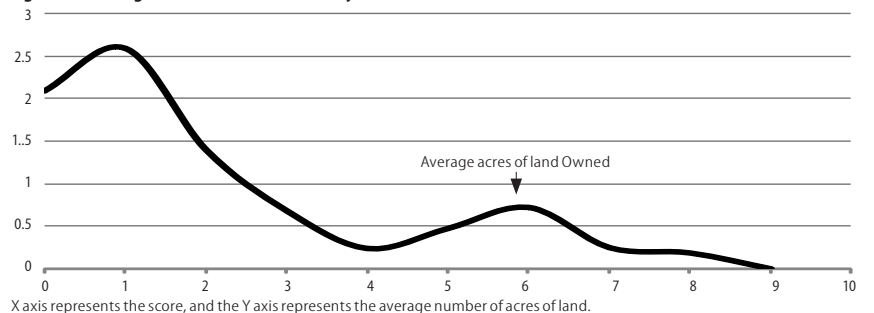 3
2.5
2
1.5
Average acres of land Owned
1
0.5
0
0 1 2 3 4 5 6 7 8 9 10
X axis represents the score, and the Y axis represents the average number of acres of land.